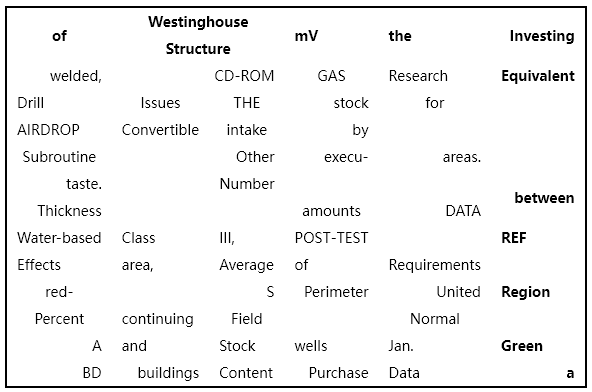 of Westinghouse Structure mV the Investing
welded, CD-ROM GAS Research Equivalent
Drill Issues THE stock for
AIRDROP Convertible intake by
Subroutine Other execu- areas.
taste. Number between
Thickness amounts DATA
Water-based Class III, POST-TEST REF
Effects area, Average of Requirements
red- S Perimeter United Region
Percent continuing Field Normal
A and Stock wells Jan. Green
BD buildings Content Purchase Data a